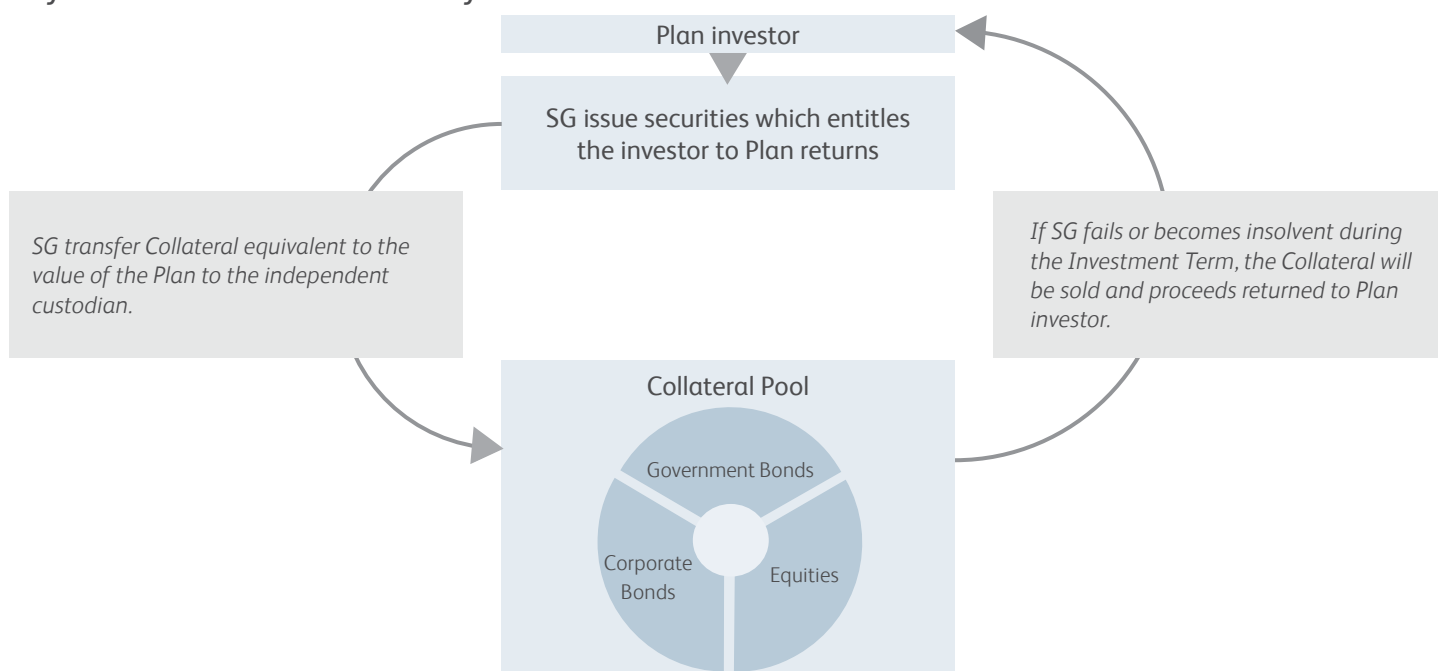 Plan investor
SG issue securities which entitles
the investor to Plan returns
SG transfer Collateral equivalent to the
value of the Plan to the independent
custodian.
If SG fails or becomes insolvent during
the Investment Term, the Collateral will
be sold and proceeds returned to Plan
investor.
Collateral Pool
Government Bonds
Corporate
Bonds
Equities